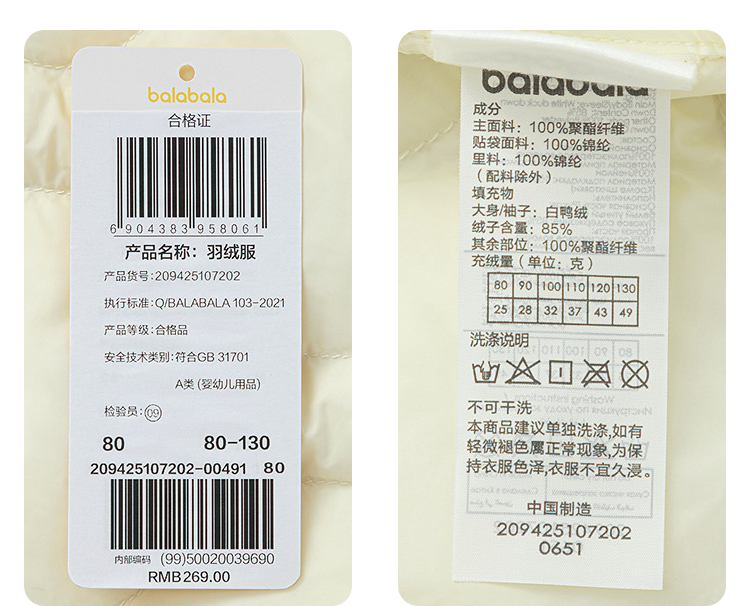 balabala
合格证
6 904383 958061
产品名称：羽绒服
产品货号:209425107202
执行标准:Q/BALABALA 103-2021
产品等级:合格品
安全技术类别:符合GB 31701
A类 (婴幼儿用品)
检验员: 09
80 80-130
209425107202-00491 80
内部编码 (99)50020039690
RMB269.00
balabala
成分
主面料：100%聚酯纤维
贴袋面料：100%锦纶
里料：100%锦纶
（配料除外）
填充物
大身/袖子：白鸭绒
绒子含量：85%
其余部位：100%聚酯纤维
充绒量（单位：克）
80 90 100 110 120 130
25 28 32 37 43 49
洗涤说明
不可干洗
本商品建议单独洗涤,如有
轻微褪色属正常现象,为保
持衣服色泽,衣服不宜久浸。
中国制造
209425107202
0651